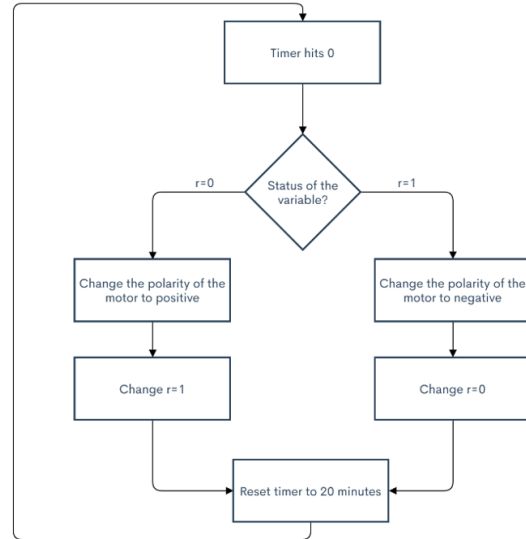 Timer hits 0
Status of the
variable?
r=0
r=1
Change the polarity of the
motor to positive
Change the polarity of the
motor to negative
Change r=1
Change r=0
Reset timer to 20 minutes